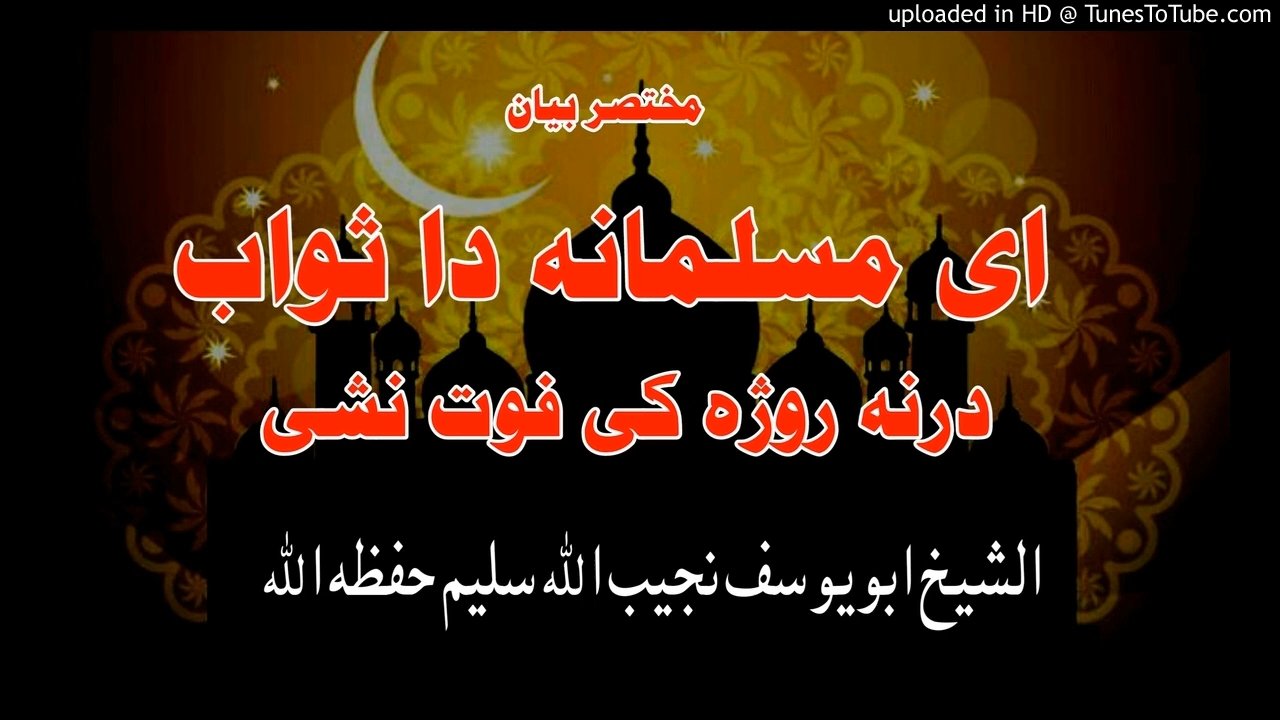 uploaded in HD @ TunesToTube.com
مختصر بیان
ای مسلمانه دا ثواب
درنه روژه کی فوت نشی
الشیخ ابو یوسف نجیب الله سلیم حفظه الله